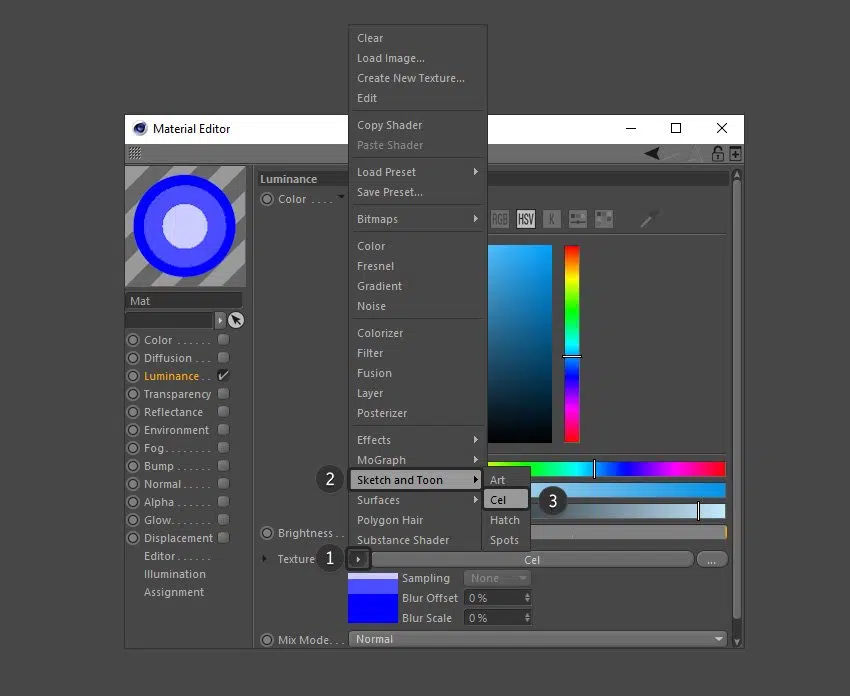 Clear
Load Image...
Create New Texture...
Edit
Copy Shader
Paste Shader
Load Preset
Save Preset...
Bitmaps
Color
Fresnel
Gradient
Noise
Colorizer
Filter
Fusion
Layer
Posterizer
Effects
MoGraph
2
Sketch and Toon
Surfaces
Polygon Hair
Substance Shader
Art
Cel
3
Hatch
Spots
Material Editor
Mat
Color . . . . . .
Diffusion . . .
Luminance . .
Transparency
Reflectance
Environment
Fog. . . . . . . .
Bump . . . . . .
Normal . . . . .
Alpha . . . . . .
Glow. . . . . . .
Displacement
Editor . . . . . .
Illumination
Assignment
Luminance
Color . . . .
RGB HSV K
Brightness . .
Texture 1 Cel ...
Sampling None
Blur Offset 0 %
Blur Scale 0 %
Mix Mode. . . Normal